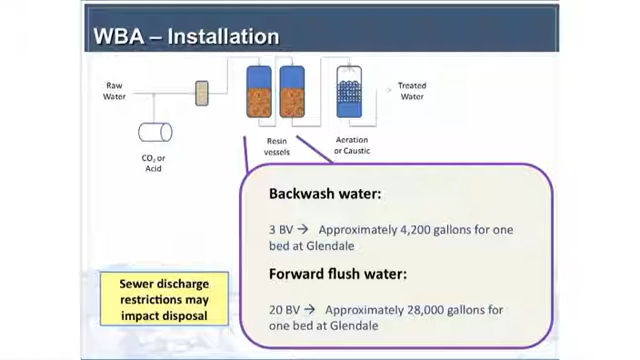 WBA – Installation
Raw
Water
CO2 or
Acid
Resin
vessels
Aeration
or Caustic
Treated
Water
Backwash water:
3 BV → Approximately 4,200 gallons for one
bed at Glendale
Forward flush water:
20 BV → Approximately 28,000 gallons for
one bed at Glendale
Sewer discharge
restrictions may
impact disposal